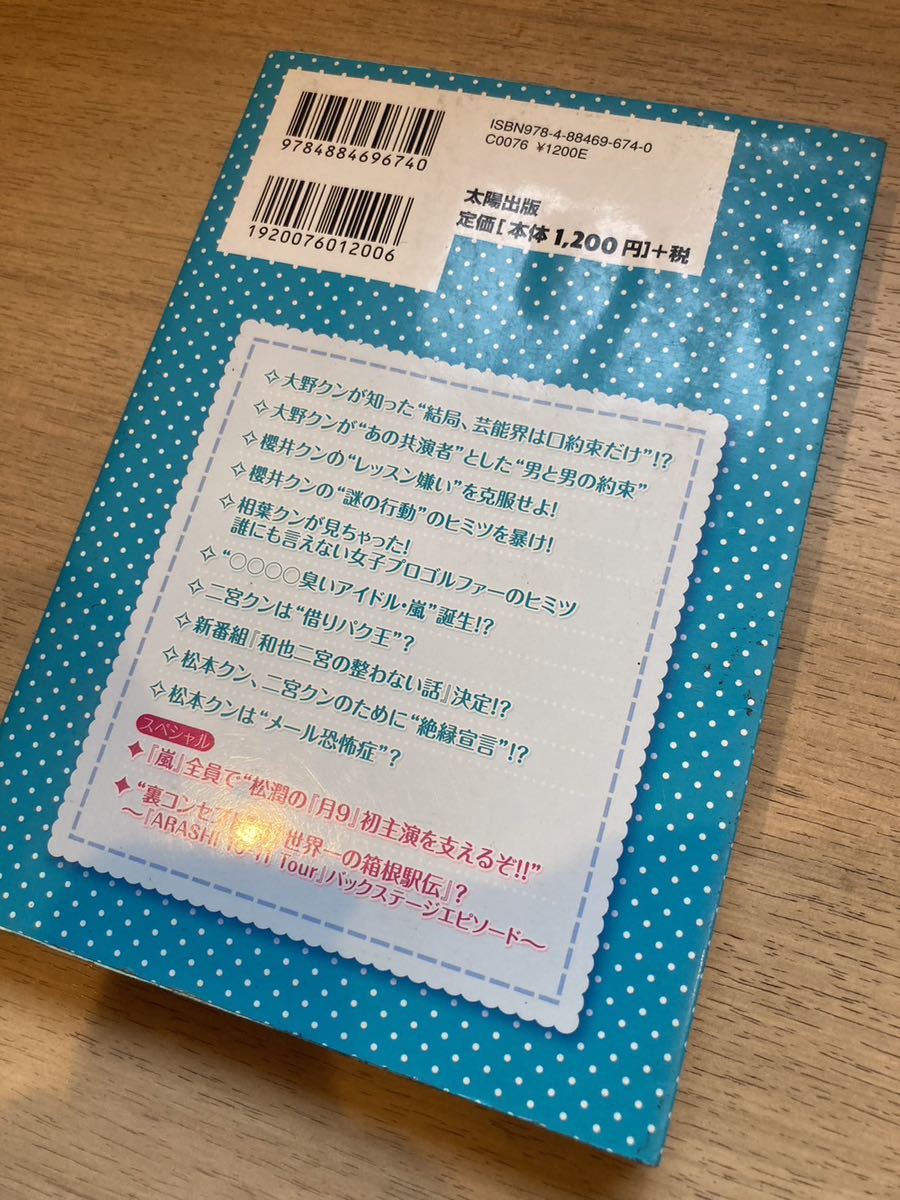 ISBN978-4-88469-674-0
C0076 ¥1200E
9784884696740
太陽出版
定価[本体1,200円]+税
1920076012006
✧大野クンが知った“結局、芸能界は口約束だけ”!?
✧大野クンが“あの共演者”とした“男と男の約束”
✧櫻井クンの“レッスン嫌い”を克服せよ!
✧櫻井クンの“謎の行動”のヒミツを暴け!
✧相葉クンが見ちゃった!
誰にも言えない女子プロゴルファーのヒミツ
✧“○○○○臭いアイドル・嵐”誕生!?
✧二宮クンは“借りパク王”?
✧新番組『和也二宮の整わない話』決定!?
✧松本クン、二宮クンのために“絶縁宣言”!?
✧松本クンは“メール恐怖症”?
スペシャル
✦『嵐』全員で“松潤の『月9』初主演を支えるぞ!!”
✦“裏コンセプト 世界一の箱根駅伝』?
～『ARASHI Tour』バックステージエピソード～